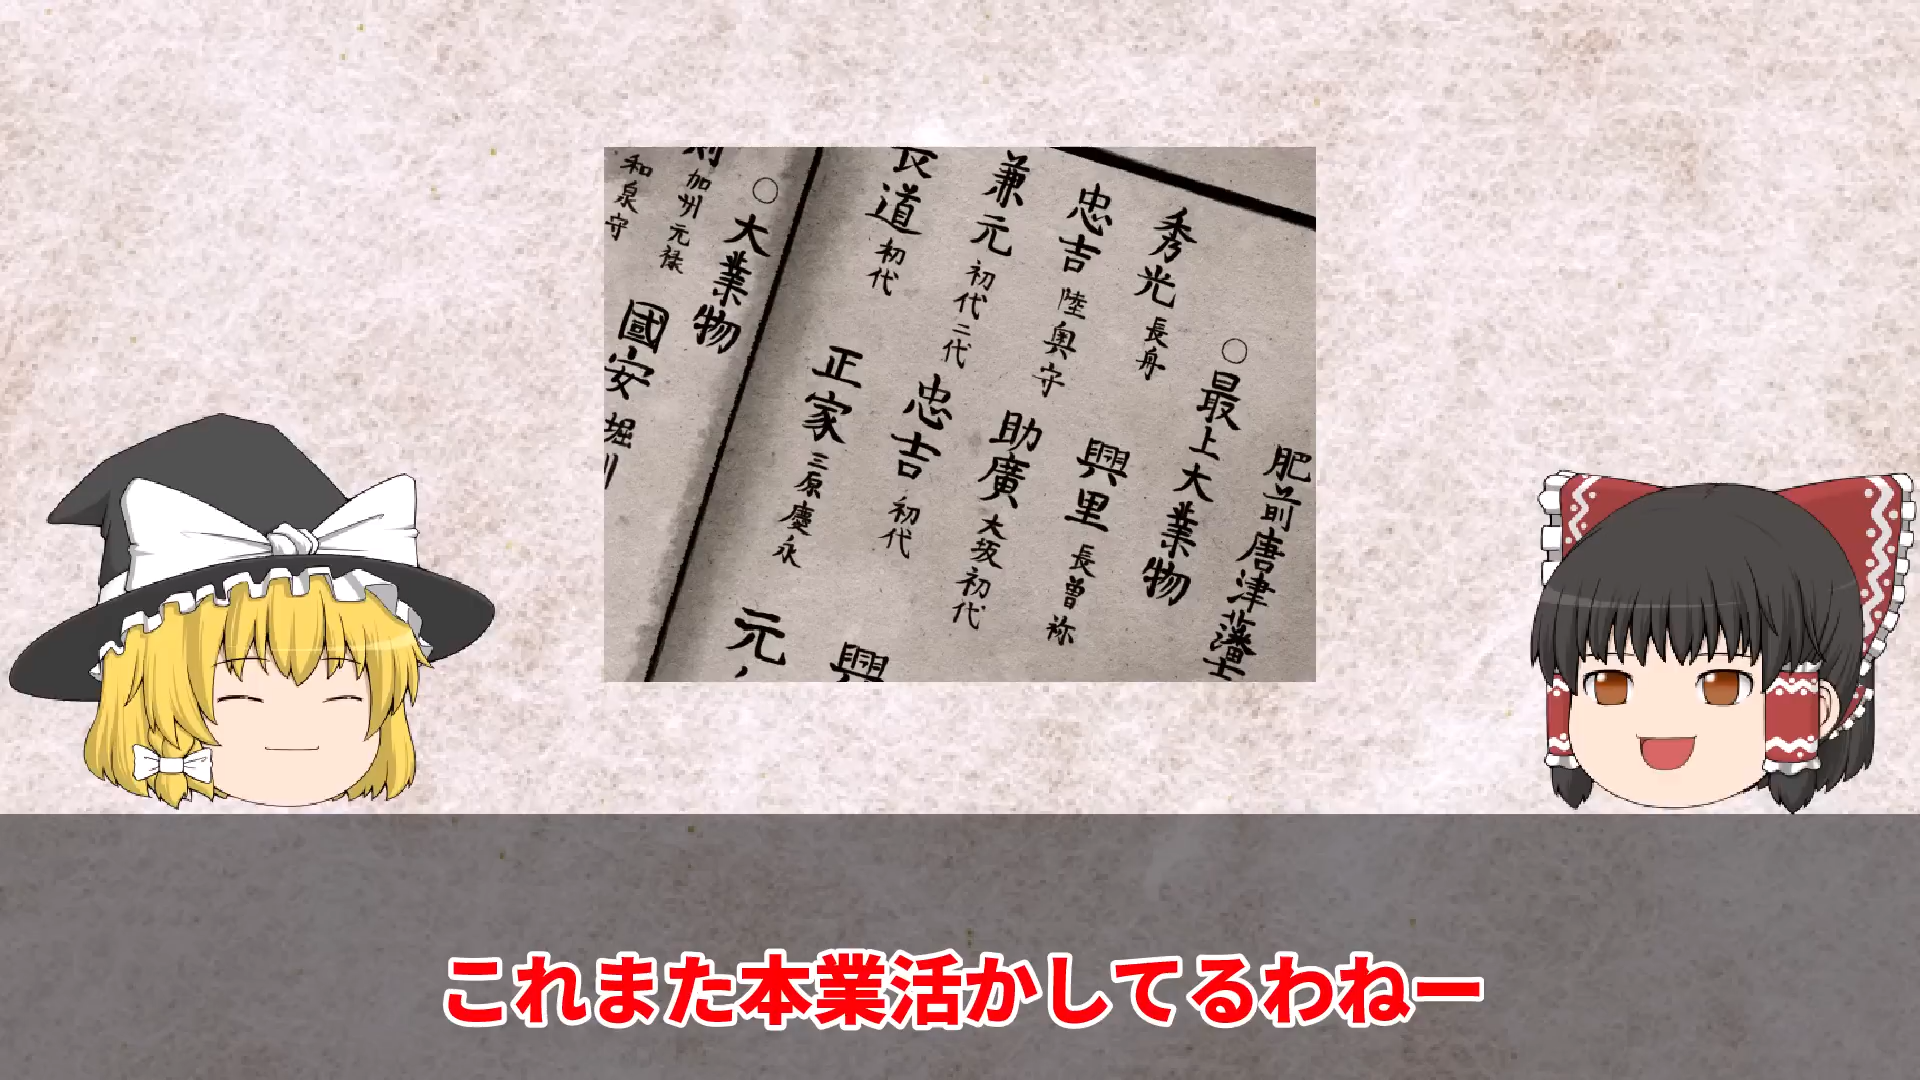 肥前唐津藩士
○最上大業物
秀光 長舟 興里 長曽祢
忠吉 陸奥守 助廣 大坂初代
兼元 初代二代 忠吉 初代
長道 初代 正家 三原慶永 元
○大業物
加州元禄 國安 堀川
和泉守
これまた本業活かしてるわねー